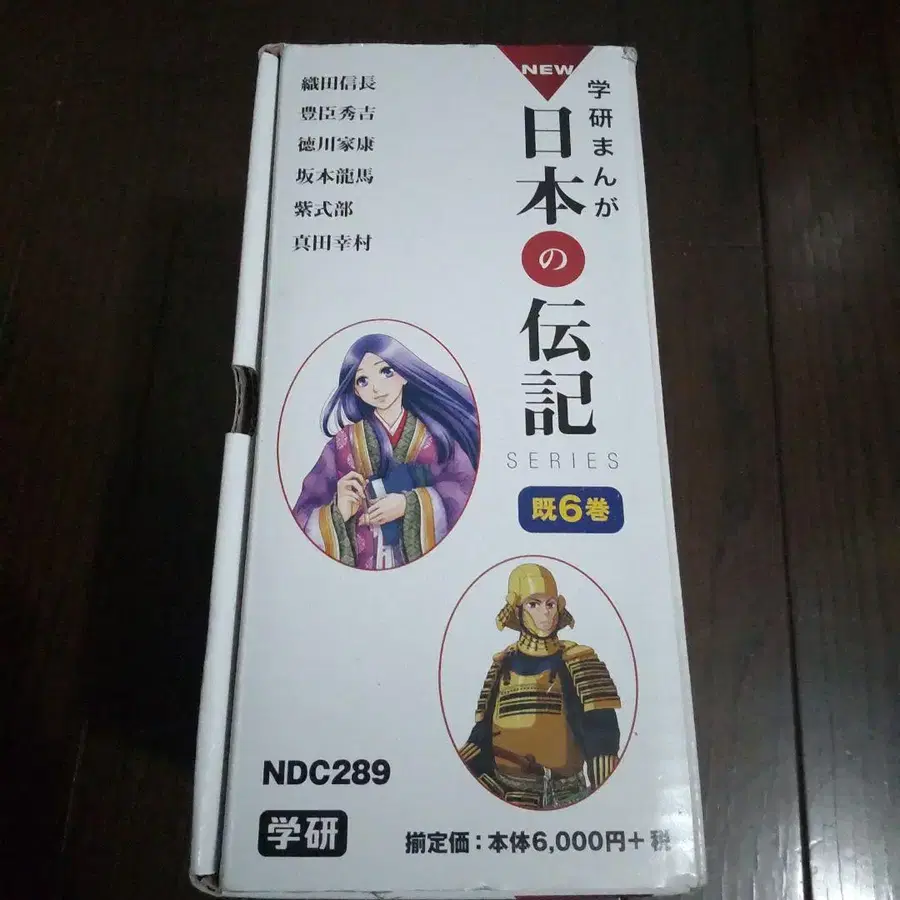 NEW
学研まんが
日本の伝記
SERIES
既6巻
織田信長
豊臣秀吉
徳川家康
坂本龍馬
紫式部
真田幸村
NDC289
学研
揃定価：本体6,000円+税